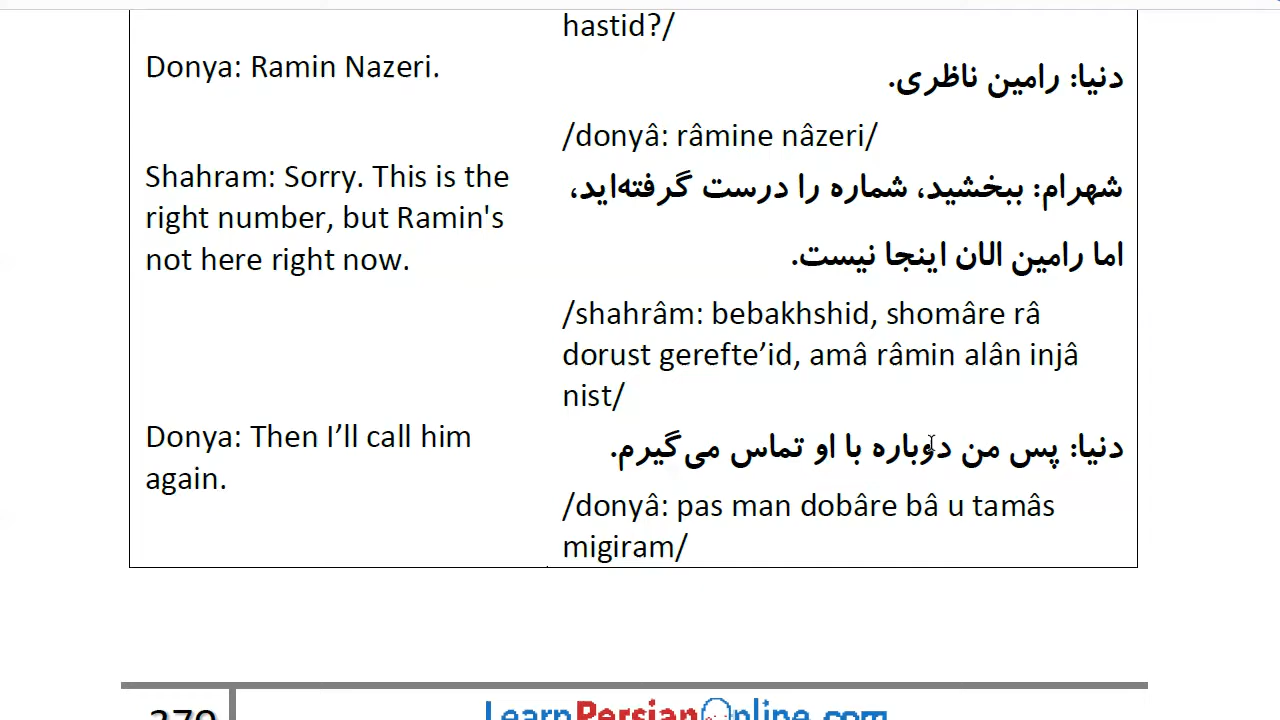 hastid?/
Donya: Ramin Nazeri.
دنیا: رامین ناظری.
/donyâ: râmine nâzeri/
Shahram: Sorry. This is the
right number, but Ramin's
not here right now.
شهرام: ببخشید، شماره را درست گرفته‌اید،
اما رامین الان اینجا نیست.
/shahrâm: bebakhshid, shomâre râ
dorust gerefte’id, amâ râmin alân injâ
nist/
Donya: Then I’ll call him
again.
دنیا: پس من دوباره با او تماس می‌گیرم.
/donyâ: pas man dobâre bâ u tamâs
migiram/
LearnPersianOnline.com